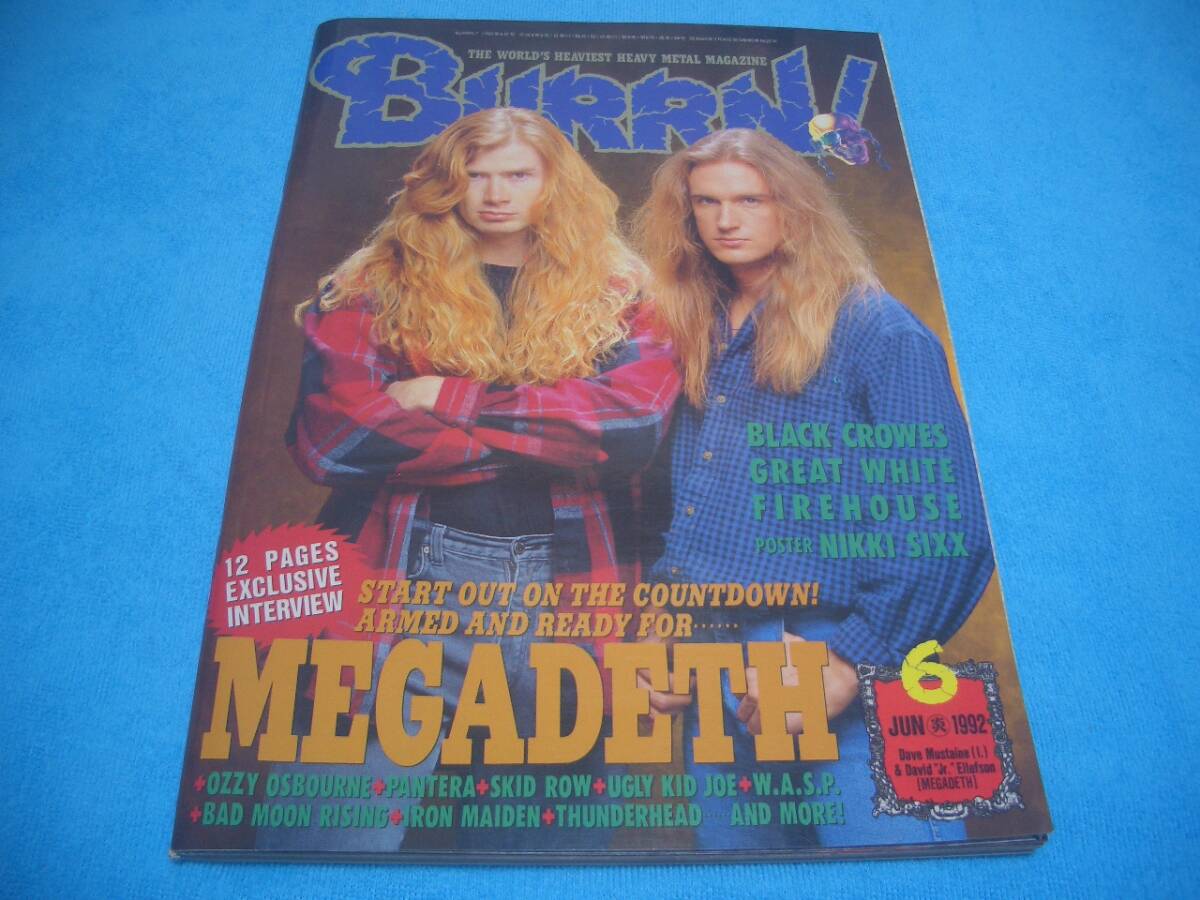 THE WORLD'S HEAVIEST HEAVY METAL MAGAZINE
BURRN!
BLACK CROWES
GREAT WHITE
FIREHOUSE
POSTER NIKKI SIXX
12 PAGES
EXCLUSIVE
INTERVIEW
START OUT ON THE COUNTDOWN!
ARMED AND READY FOR......
MEGADETH
+OZZY OSBOURNE+PANTERA+SKID ROW+UGLY KID JOE+W.A.S.P.
+BAD MOON RISING+IRON MAIDEN+THUNDERHEAD.....AND MORE!
6
JUN 炎 1992
Dave Mustaine (l.)
& David "Jr." Ellefson
[MEGADETH]